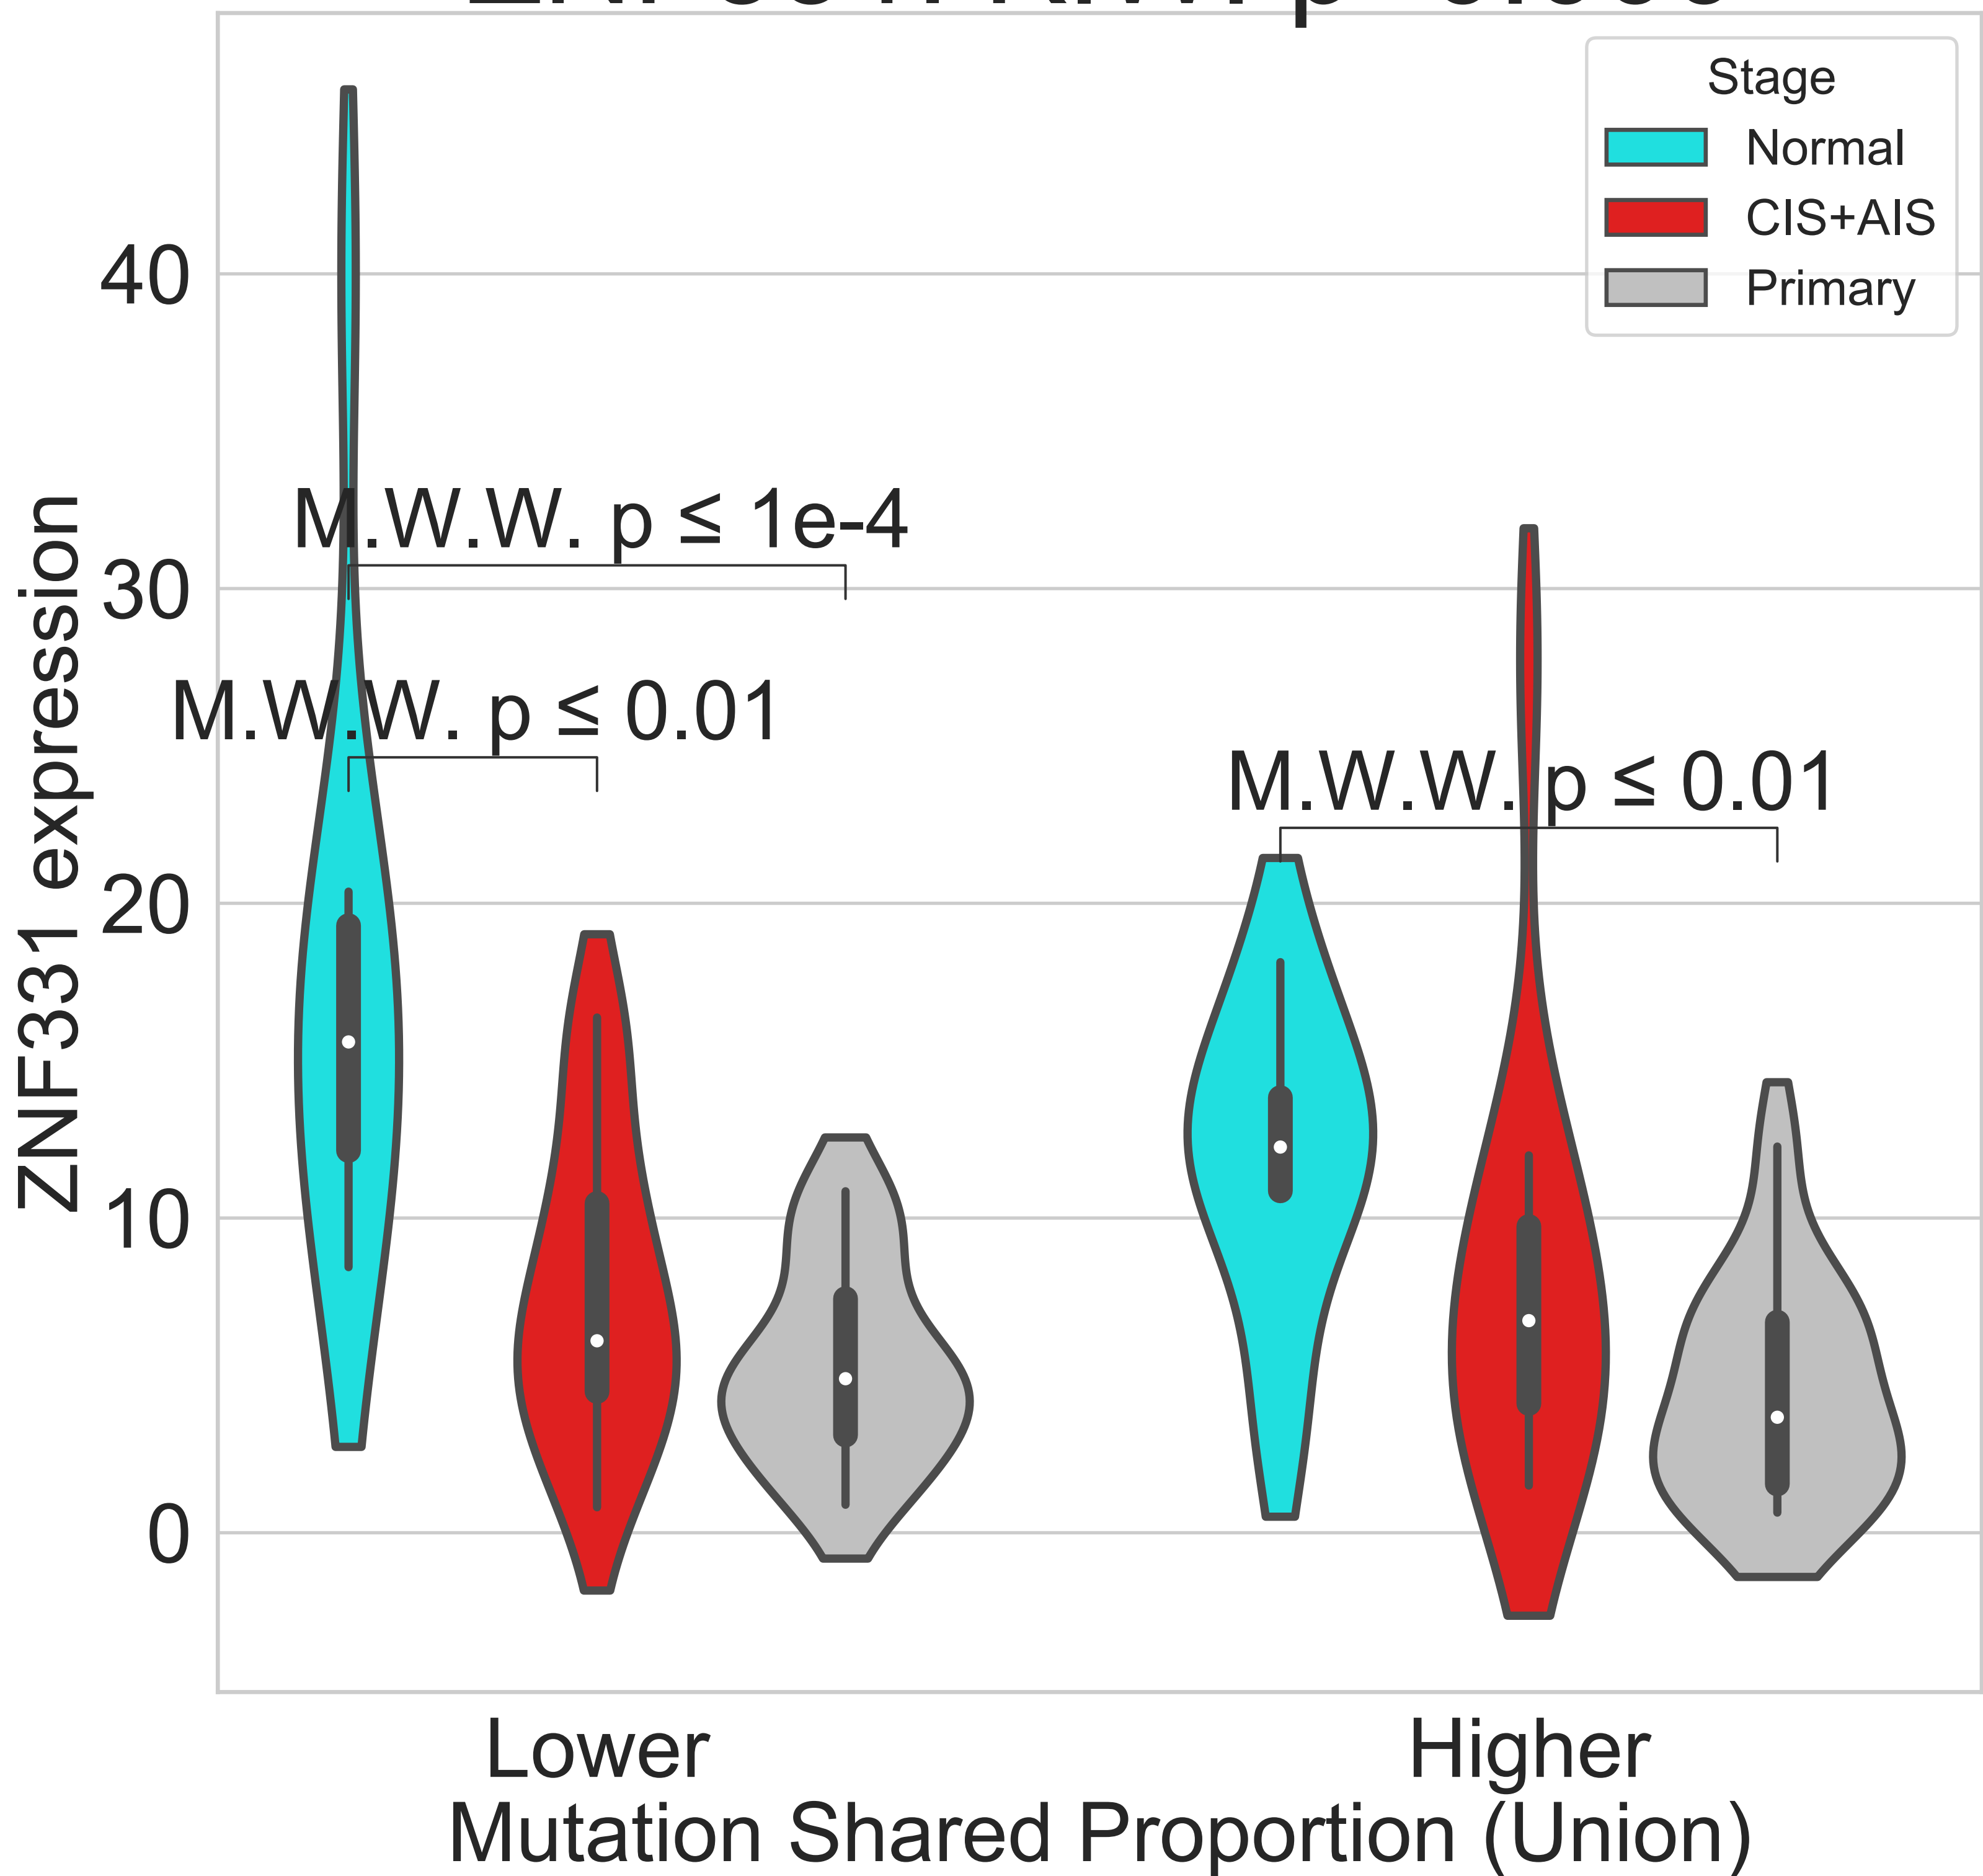 Stage
Normal
CIS+AIS
Primary
40
30
20
10
0
ZNF331 expression
M.W.W. p ≤ 1e-4
M.W.W. p ≤ 0.01
M.W.W. p ≤ 0.01
Lower
Higher
Mutation Shared Proportion (Union)